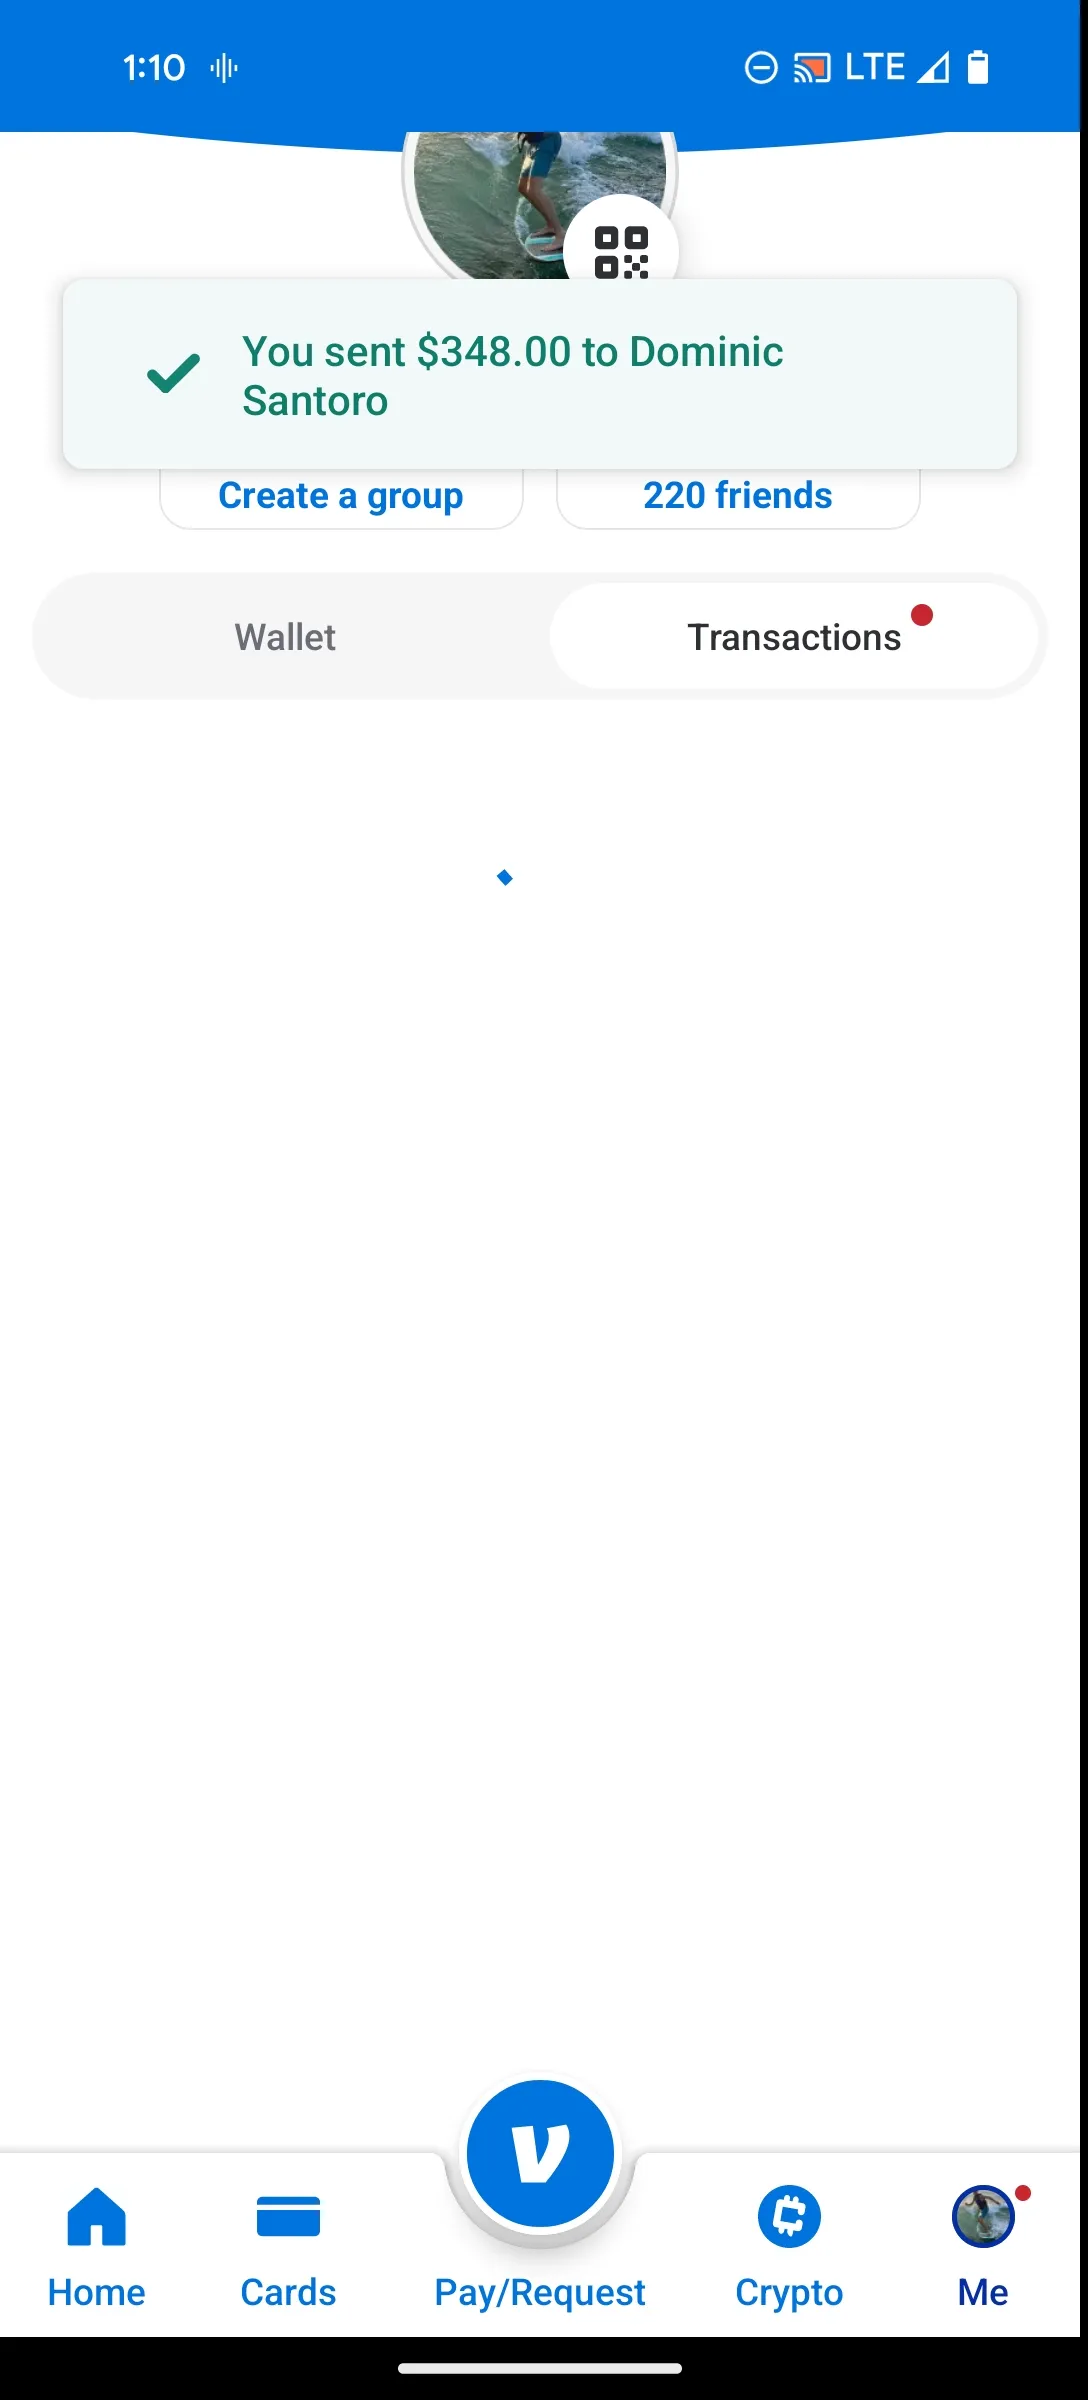 1:10
LTE
You sent $348.00 to Dominic
Santoro
Create a group
220 friends
Wallet
Transactions
Home
Cards
Pay/Request
Crypto
Me